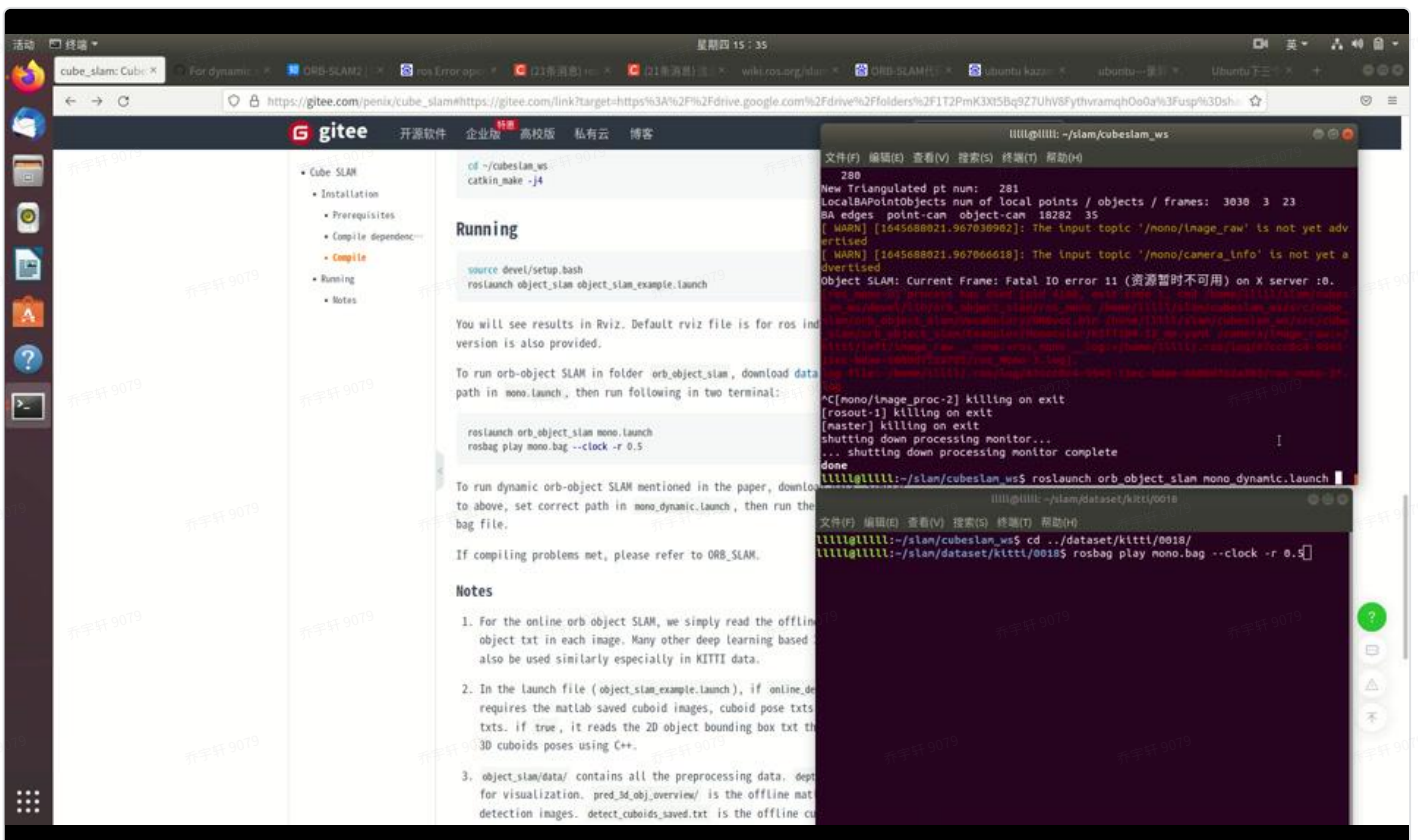 活动 终端 星期四 15：35 英
cube_slam: Cube For dynamic ORB-SLAM2 ros Error (21条消息) (21条消息) wiki.ros.org/ ORB-SLAM ubuntu ubuntu Ubuntu
https://gitee.com/penix/cube_slam#https://gitee.com/link?target=https%3A%2F%2Fdrive.google.com%2Fdrive%2Ffolders%2F
gitee 开源软件 企业版 特惠 高校版 私有云 博客
• Cube SLAM
• Installation
• Prerequisites
• Compile dependenc…
• Compile
• Running
• Notes
cd ~/cubeslam_ws
catkin_make -j4
Running
source devel/setup.bash
roslaunch object_slam object_slam_example.launch
You will see results in Rviz. Default rviz file is for ros ind
version is also provided.
To run orb-object SLAM in folder orb_object_slam, download data
path in mono.launch, then run following in two terminal:
roslaunch orb_object_slam mono.launch
rosbag play mono.bag --clock -r 0.5
To run dynamic orb-object SLAM mentioned in the paper, downloa
to above, set correct path in mono_dynamic.launch, then run the
bag file.
If compiling problems met, please refer to ORB_SLAM.
Notes
1. For the online orb object SLAM, we simply read the offlin
object txt in each image. Many other deep learning based
also be used similarly especially in KITTI data.
2. In the launch file (object_slam_example.launch), if online_de
requires the matlab saved cuboid images, cuboid pose txts
txts. if true, it reads the 2D object bounding box txt th
3D cuboids poses using C++.
3. object_slam/data/ contains all the preprocessing data. dept
for visualization. pred_3d_obj_overview/ is the offline mat
detection images. detect_cuboids_saved.txt is the offline cu
lllll@lllll: ~/slam/cubeslam_ws
文件(F) 编辑(E) 查看(V) 搜索(S) 终端(T) 帮助(H)
280
New Triangulated pt num: 281
LocalBAPointObjects num of local points / objects / frames: 3030 3 23
BA edges point-cam object-cam 18282 35
[ WARN] [1645688021.967030902]: The input topic '/mono/image_raw' is not yet adv
ertised
[ WARN] [1645688021.967066618]: The input topic '/mono/camera_info' is not yet a
dvertised
Object SLAM: Current Frame: Fatal IO error 11 (资源暂时不可用) on X server :0.
^C[mono/image_proc-2] killing on exit
[rosout-1] killing on exit
[master] killing on exit
shutting down processing monitor...
... shutting down processing monitor complete
done
lllll@lllll:~/slam/cubeslam_ws$ roslaunch orb_object_slam mono_dynamic.launch
lllll@lllll: ~/slam/dataset/kitti/0018
文件(F) 编辑(E) 查看(V) 搜索(S) 终端(T) 帮助(H)
lllll@lllll:~/slam/cubeslam_ws$ cd ../dataset/kitti/0018/
lllll@lllll:~/slam/dataset/kitti/0018$ rosbag play mono.bag --clock -r 0.5